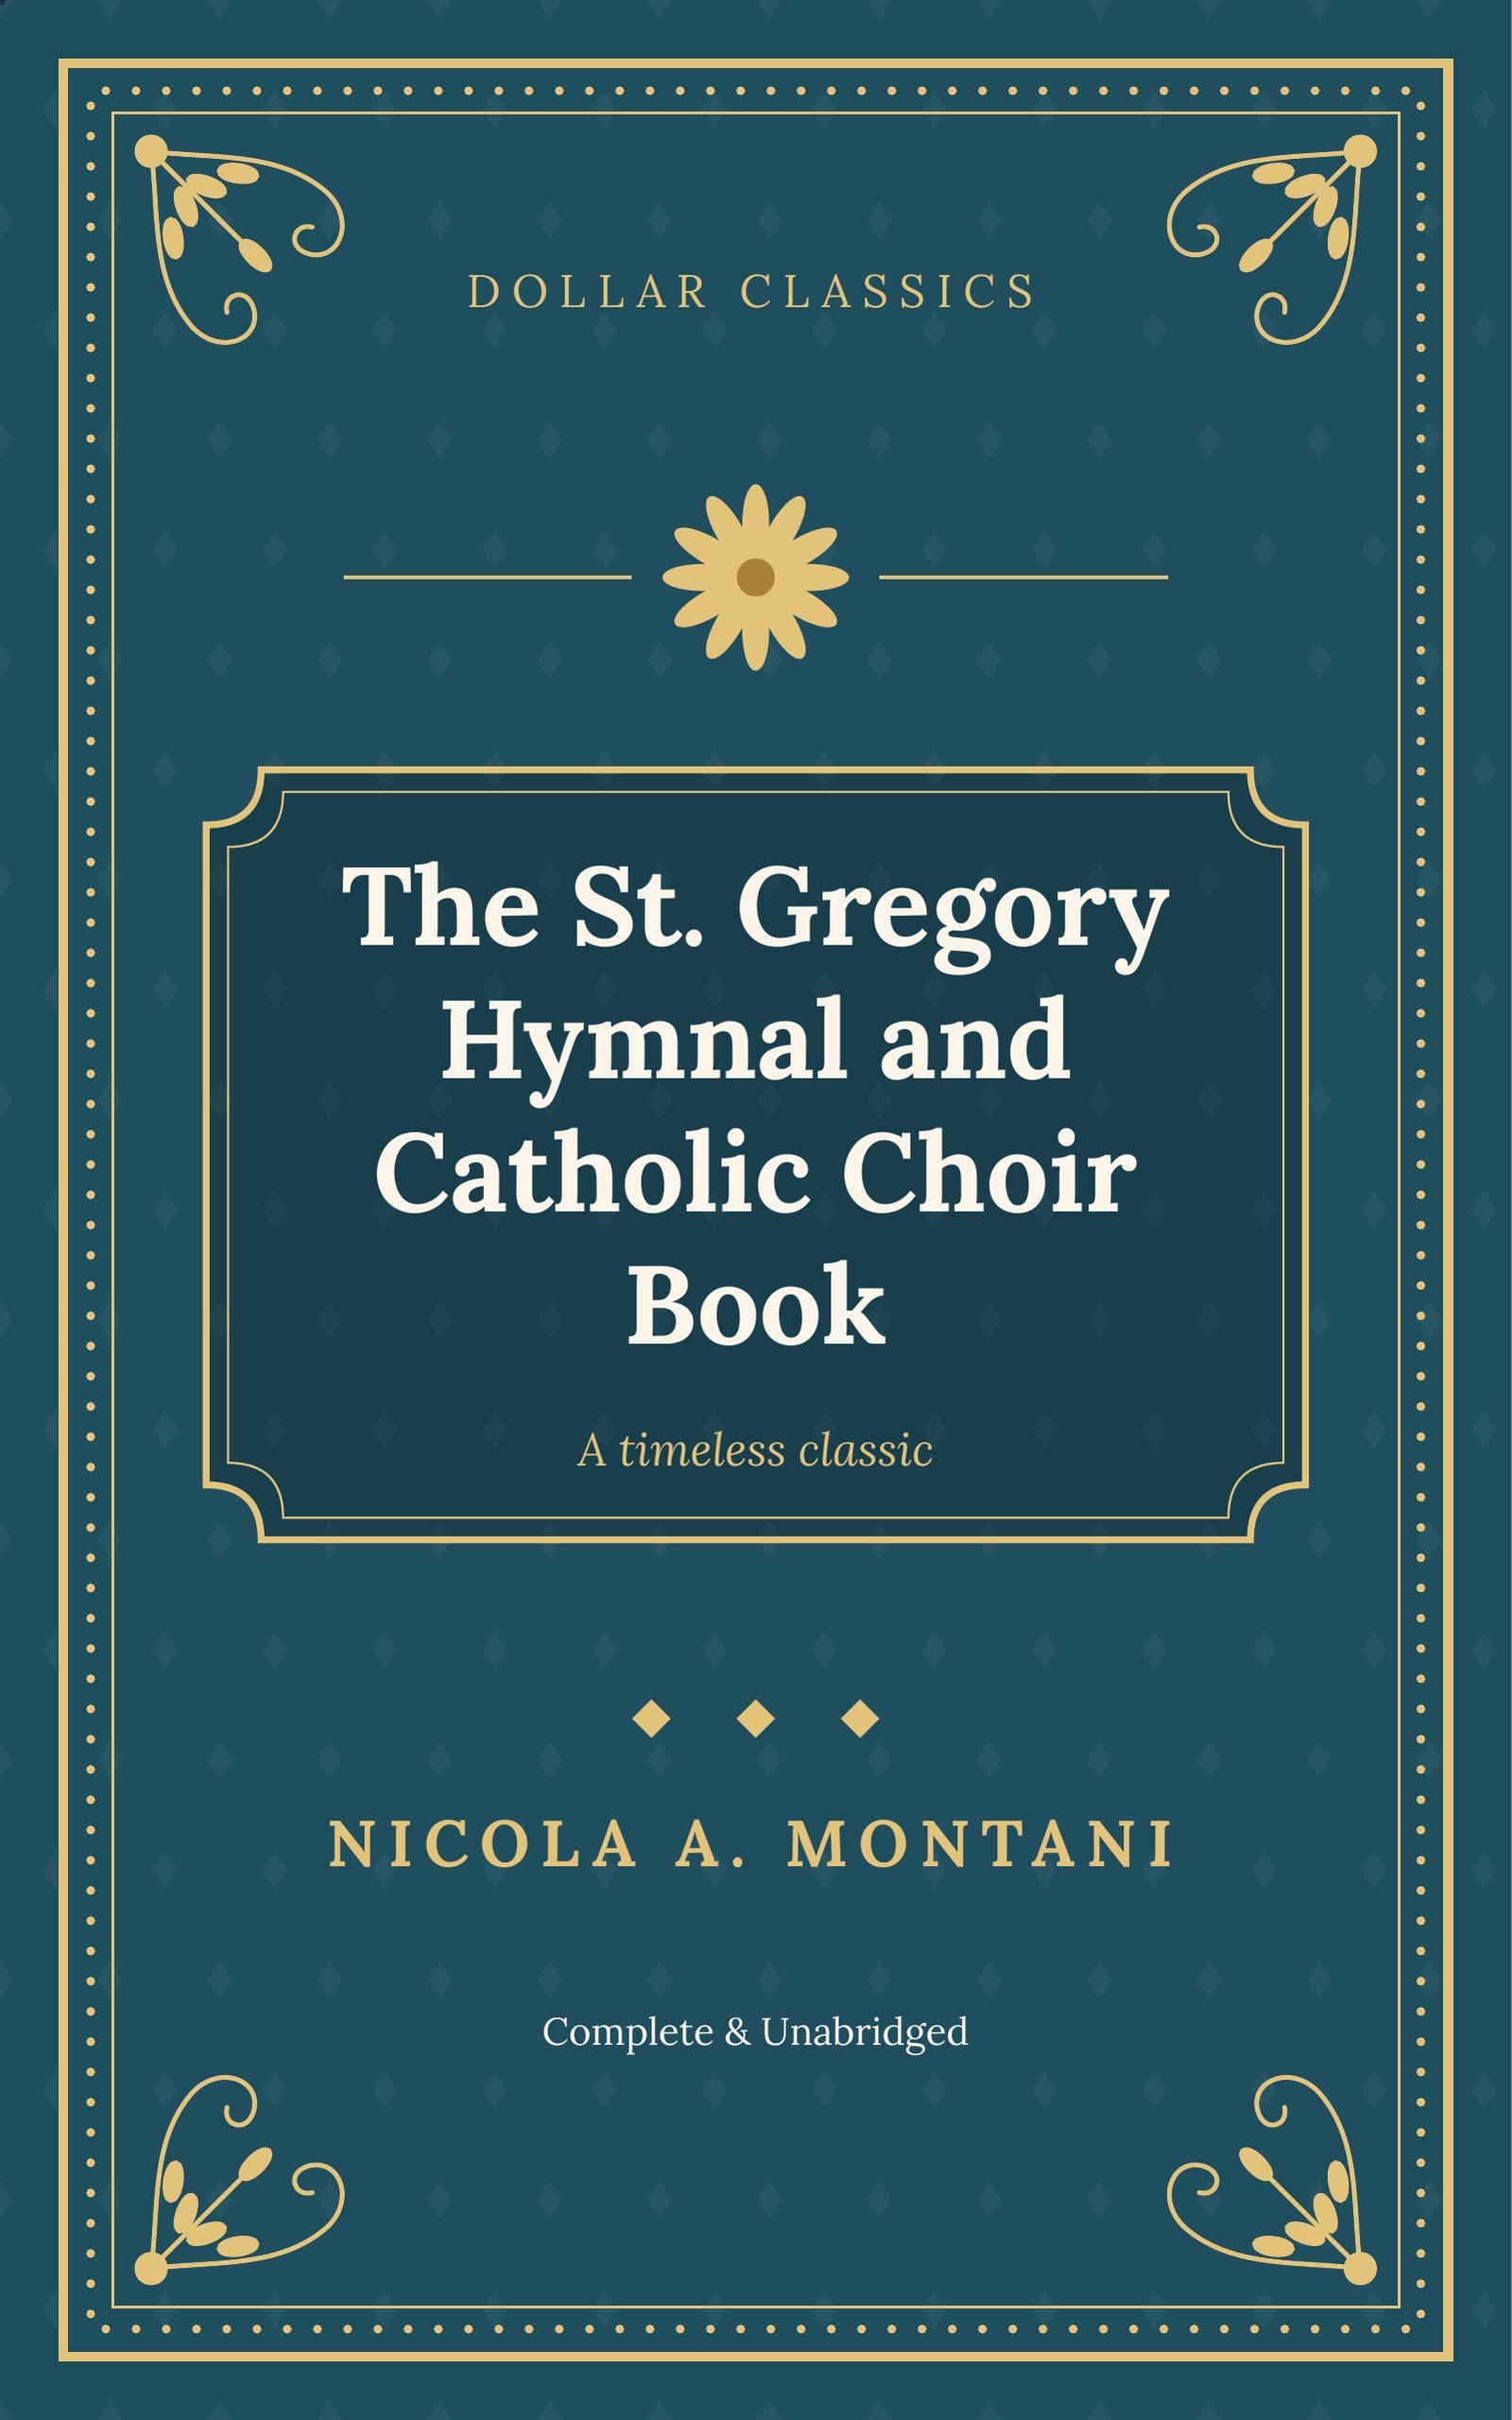 DOLLAR CLASSICS
The St. Gregory
Hymnal and
Catholic Choir
Book
A timeless classic
NICOLA A. MONTANI
Complete & Unabridged